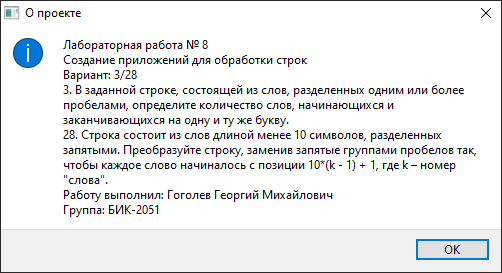 О проекте
Лабораторная работа № 8
Создание приложений для обработки строк
Вариант: 3/28
3. В заданной строке, состоящей из слов, разделенных одним или более
пробелами, определите количество слов, начинающихся и
заканчивающихся на одну и ту же букву.
28. Строка состоит из слов длиной менее 10 символов, разделенных
запятыми. Преобразуйте строку, заменив запятые группами пробелов так,
чтобы каждое слово начиналось с позиции 10*(k - 1) + 1, где k – номер
"слова".
Работу выполнил: Гоголев Георгий Михайлович
Группа: БИК-2051
ОК